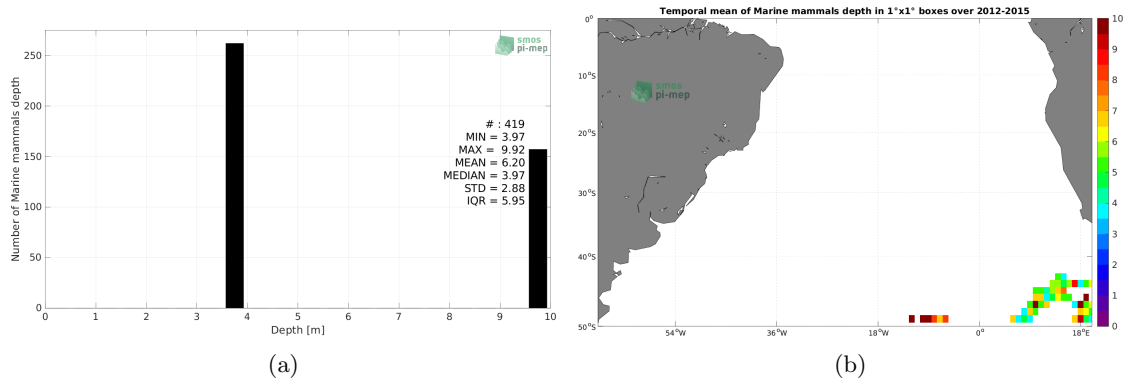 smos
pi-mep
# : 419
MIN = 3.97
MAX = 9.92
MEAN = 6.20
MEDIAN = 3.97
STD = 2.88
IQR = 5.95
Number of Marine mammals depth
250
200
150
100
50
0
0 1 2 3 4 5 6 7 8 9 10
Depth [m]
(a)
Temporal mean of Marine mammals depth in 1°x1° boxes over 2012-2015
smos
pi-mep
0°
10°S
20°S
30°S
40°S
50°S
54°W 36°W 18°W 0° 18°E
10
9
8
7
6
5
4
3
2
1
0
(b)